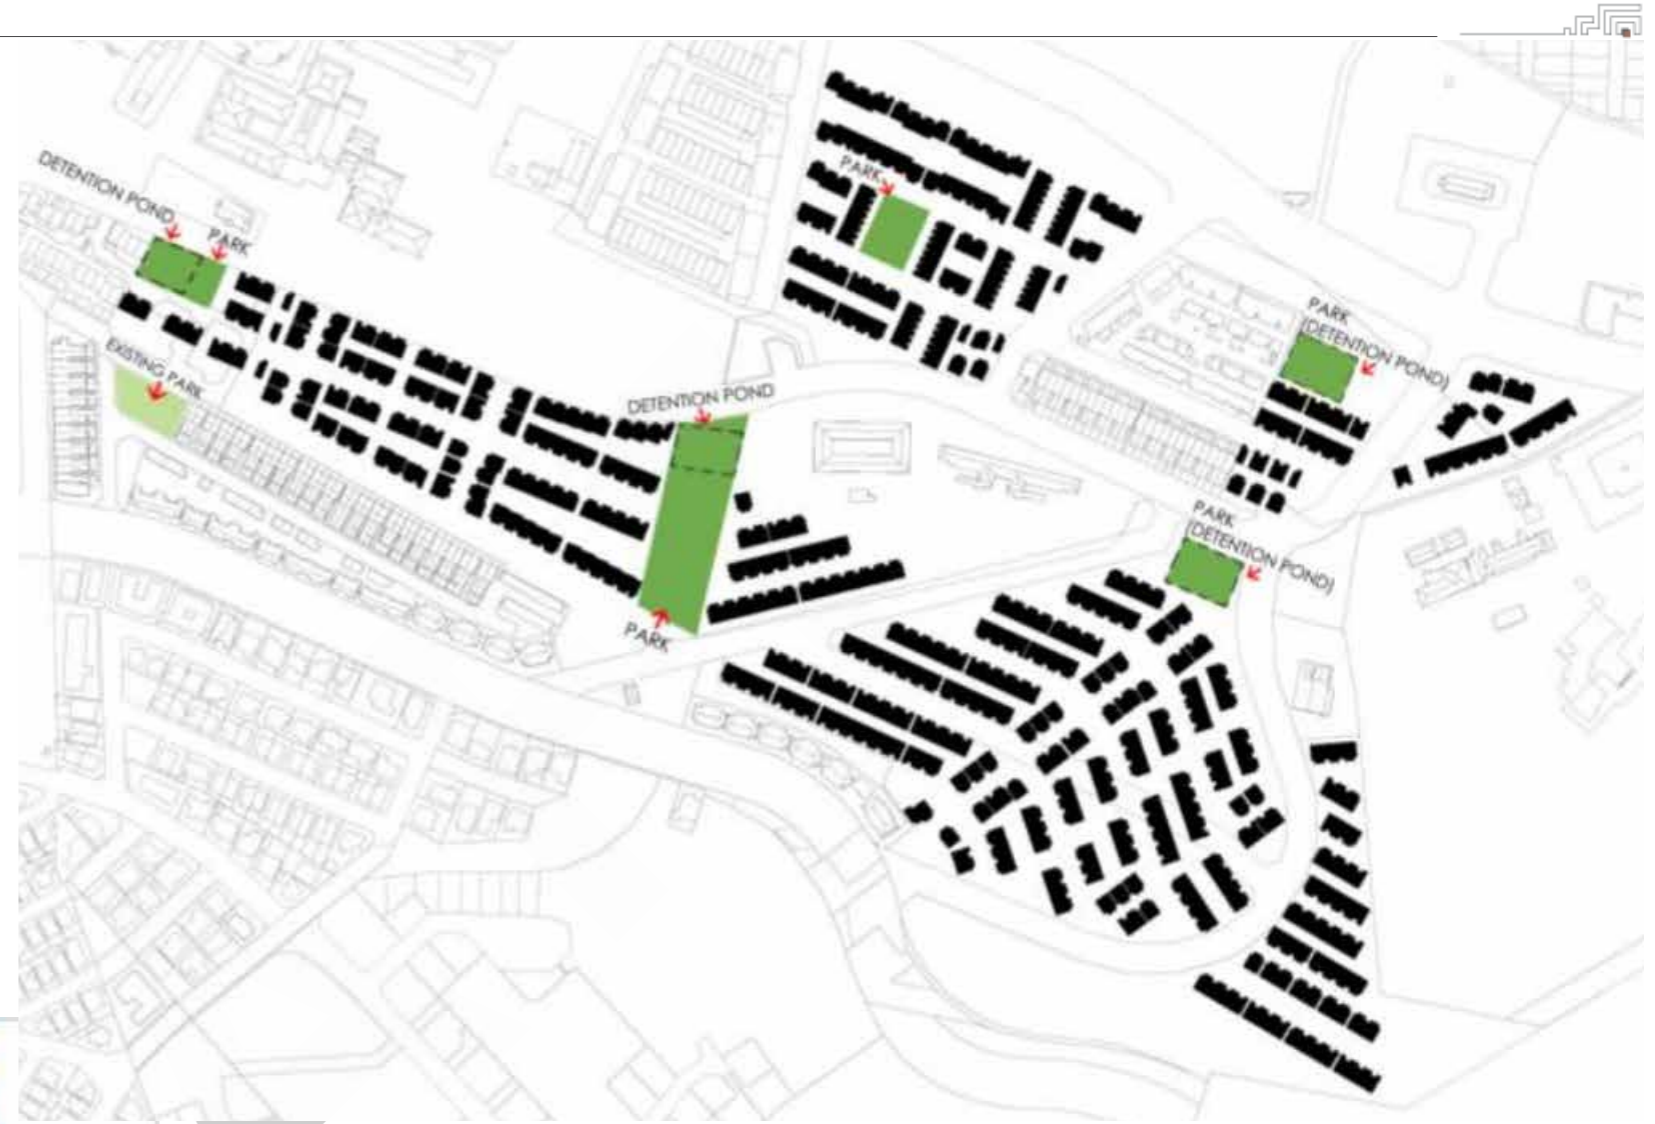 DETENTION POND
PARK
PARK
EXISTING PARK
DETENTION POND
PARK
PARK
(DETENTION POND)
PARK
(DETENTION POND)